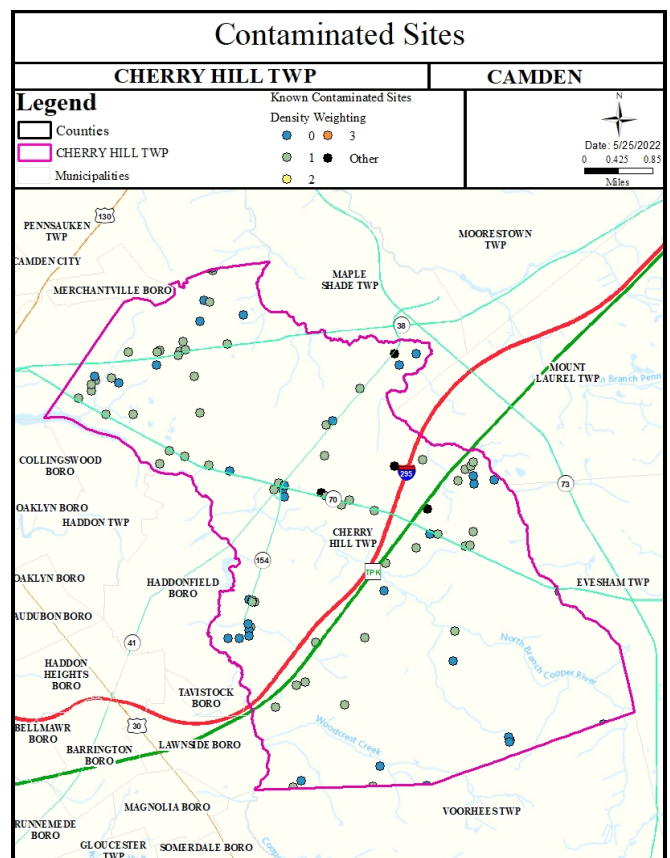 Contaminated Sites
CHERRY HILL TWP
CAMDEN
Legend
Counties
CHERRY HILL TWP
Municipalities
Known Contaminated Sites
Density Weighting
0 3
1 Other
2
N
Date: 5/25/2022
0 0.425 0.85
Miles
130
PENNSAUKEN
TWP
MOORESTOWN
TWP
CAMDEN CITY
MAPLE
SHADE TWP
MERCHANTVILLE BORO
38
MOUNT
LAUREL TWP
Branch Penn
COLLINGSWOOD
BORO
295
73
70
OAKLYN BORO
HADDON TWP
CHERRY
HILL TWP
154
TPK
OAKLYN BORO
HADDONFIELD
BORO
EVESHAM TWP
AUDUBON BORO
41
North
Branch Cooper River
HADDON
HEIGHTS
BORO
TAVISTOCK
BORO
30
Woodcrest Creek
BELLMAWR
BORO
BARRINGTON
BORO
LAWNSIDE BORO
MAGNOLIA BORO
VOORHEES TWP
RUNNEMEDE
BORO
GLOUCESTER
TWP
SOMERDALE BORO